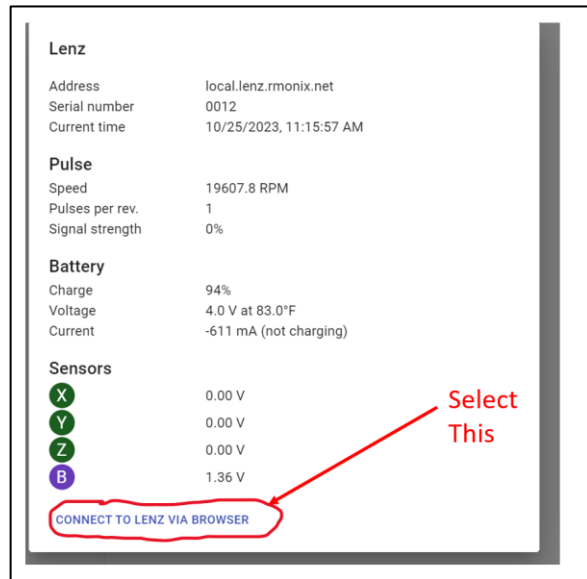 Lenz
Address local.lenz.rmonix.net
Serial number 0012
Current time 10/25/2023, 11:15:57 AM
Pulse
Speed 19607.8 RPM
Pulses per rev. 1
Signal strength 0%
Battery
Charge 94%
Voltage 4.0 V at 83.0°F
Current -611 mA (not charging)
Sensors
X 0.00 V
Y 0.00 V
Z 0.00 V
B 1.36 V
Select
This
CONNECT TO LENZ VIA BROWSER